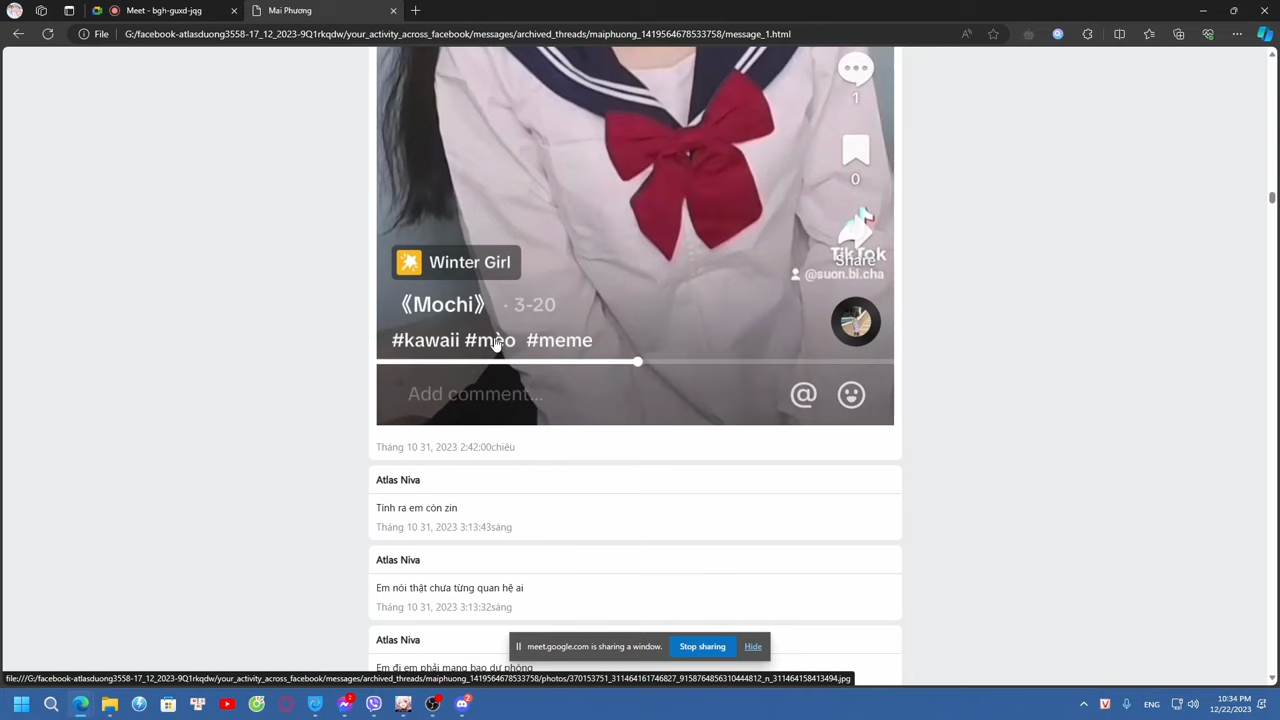 Meet - bgh-guxd-jqg
Mai Phương
File
G:/facebook-atlasduong3558-17_12_2023-9Q1rkqdw/your_activity_across_facebook/messages/archived_threads/maiphuong_1419564678533758/message_1.html
1
0
TikTok
Share
@suon.bi.cha
Winter Girl
《Mochi》 · 3-20
#kawaii #mèo #meme
Add comment...
Tháng 10 31, 2023 2:42:00chiều
Atlas Niva
Tính ra em còn zin
Tháng 10 31, 2023 3:13:43sáng
Atlas Niva
Em nói thật chưa từng quan hệ ai
Tháng 10 31, 2023 3:13:32sáng
Atlas Niva
Em đi em phải mang bao dự phòng
meet.google.com is sharing a window.
Stop sharing
Hide
file:///G:/facebook-atlasduong3558-17_12_2023-9Q1rkqdw/your_activity_across_facebook/messages/archived_threads/maiphuong_1419564678533758/photos/370153751_311464161746827_9158764856310444812_n_311464158413494.jpg
2
2
V
ENG
10:34 PM
12/22/2023